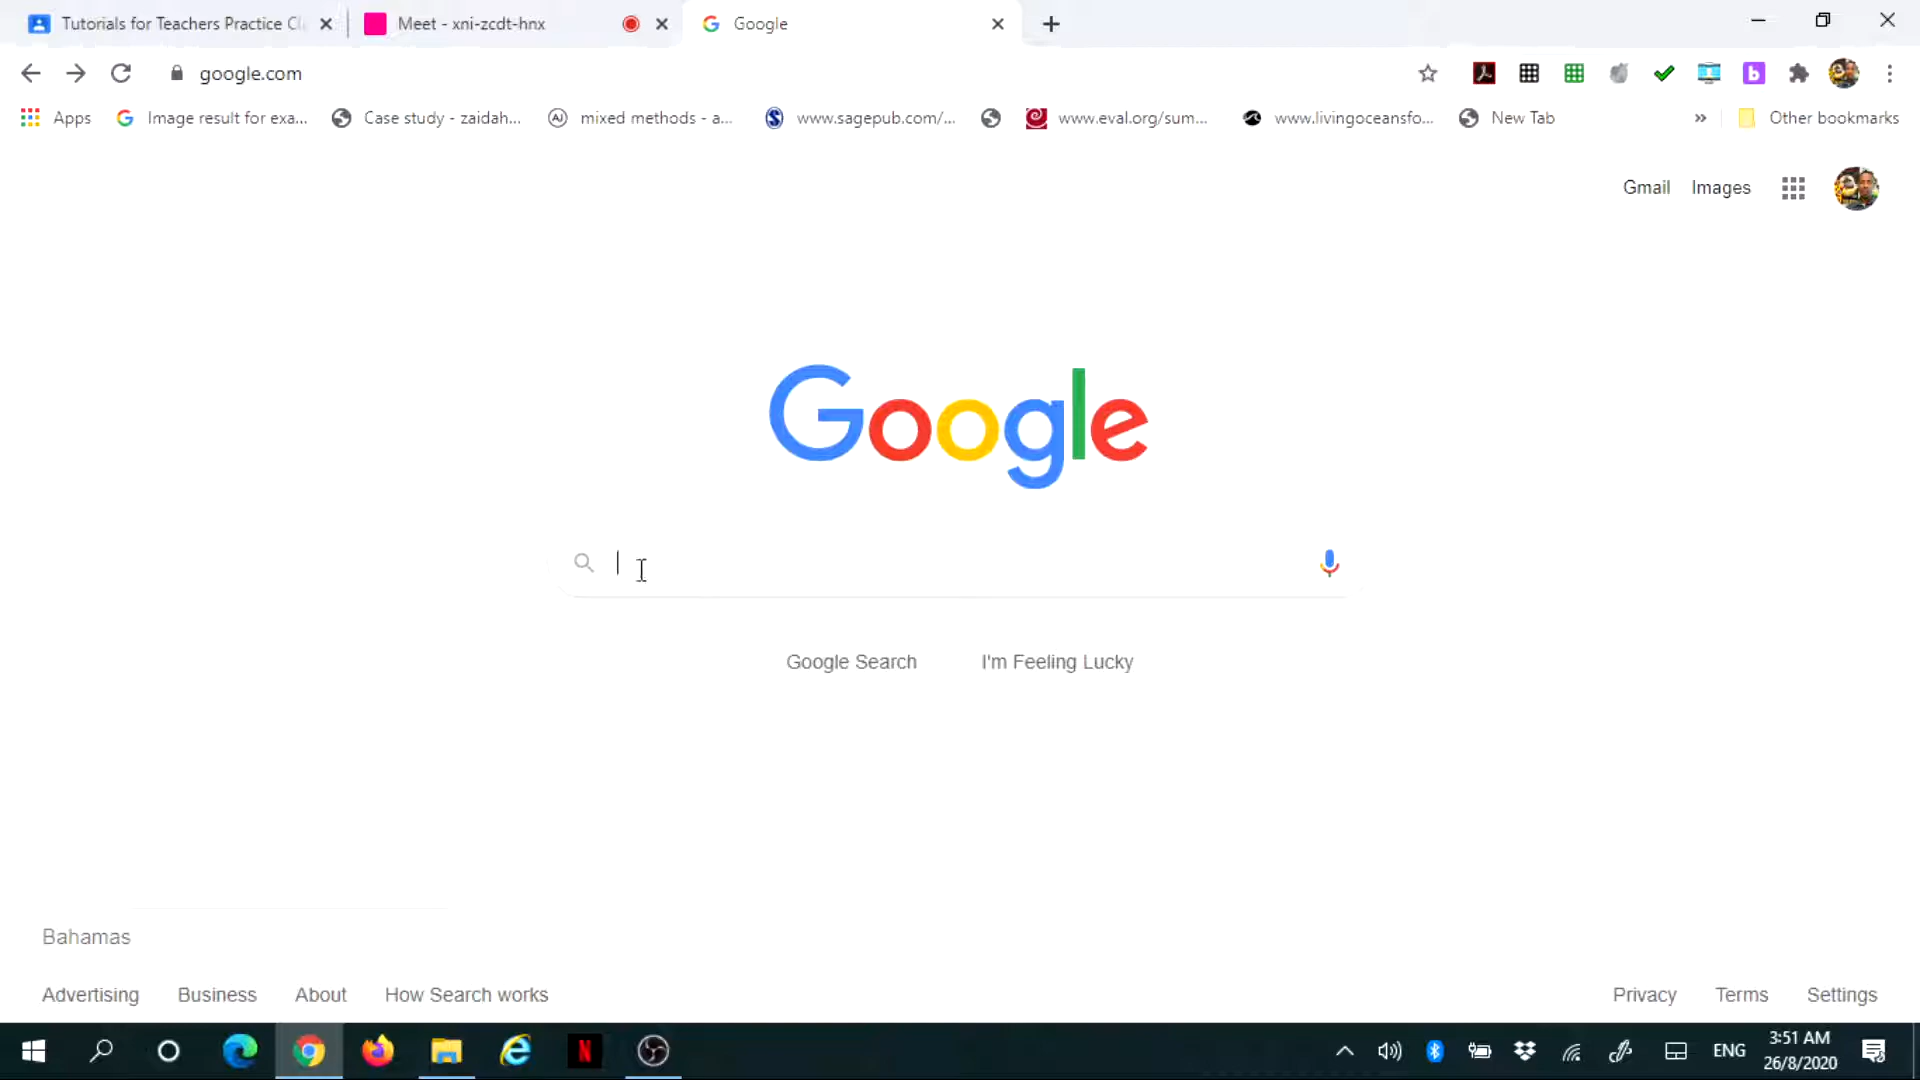 Tutorials for Teachers Practice Cl
Meet - xni-zcdt-hnx
Google
google.com
Apps
Image result for exa...
Case study - zaidah...
mixed methods - a...
www.sagepub.com/...
www.eval.org/sum...
www.livingoceansfo...
New Tab
Other bookmarks
Gmail
Images
Google
Google Search
I'm Feeling Lucky
Bahamas
Advertising
Business
About
How Search works
Privacy
Terms
Settings
ENG
3:51 AM
26/8/2020